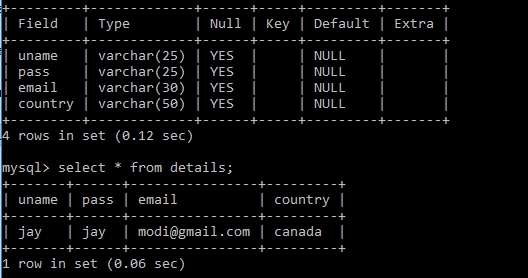 +---------+-------------+------+-----+---------+-------+
| Field   | Type        | Null | Key | Default | Extra |
+---------+-------------+------+-----+---------+-------+
| uname   | varchar(25) | YES  |     | NULL    |       |
| pass    | varchar(25) | YES  |     | NULL    |       |
| email   | varchar(30) | YES  |     | NULL    |       |
| country | varchar(50) | YES  |     | NULL    |       |
+---------+-------------+------+-----+---------+-------+
4 rows in set (0.12 sec)
mysql> select * from details;
+-------+------+----------------+---------+
| uname | pass | email          | country |
+-------+------+----------------+---------+
| jay   | jay  | modi@gmail.com | canada  |
+-------+------+----------------+---------+
1 row in set (0.06 sec)